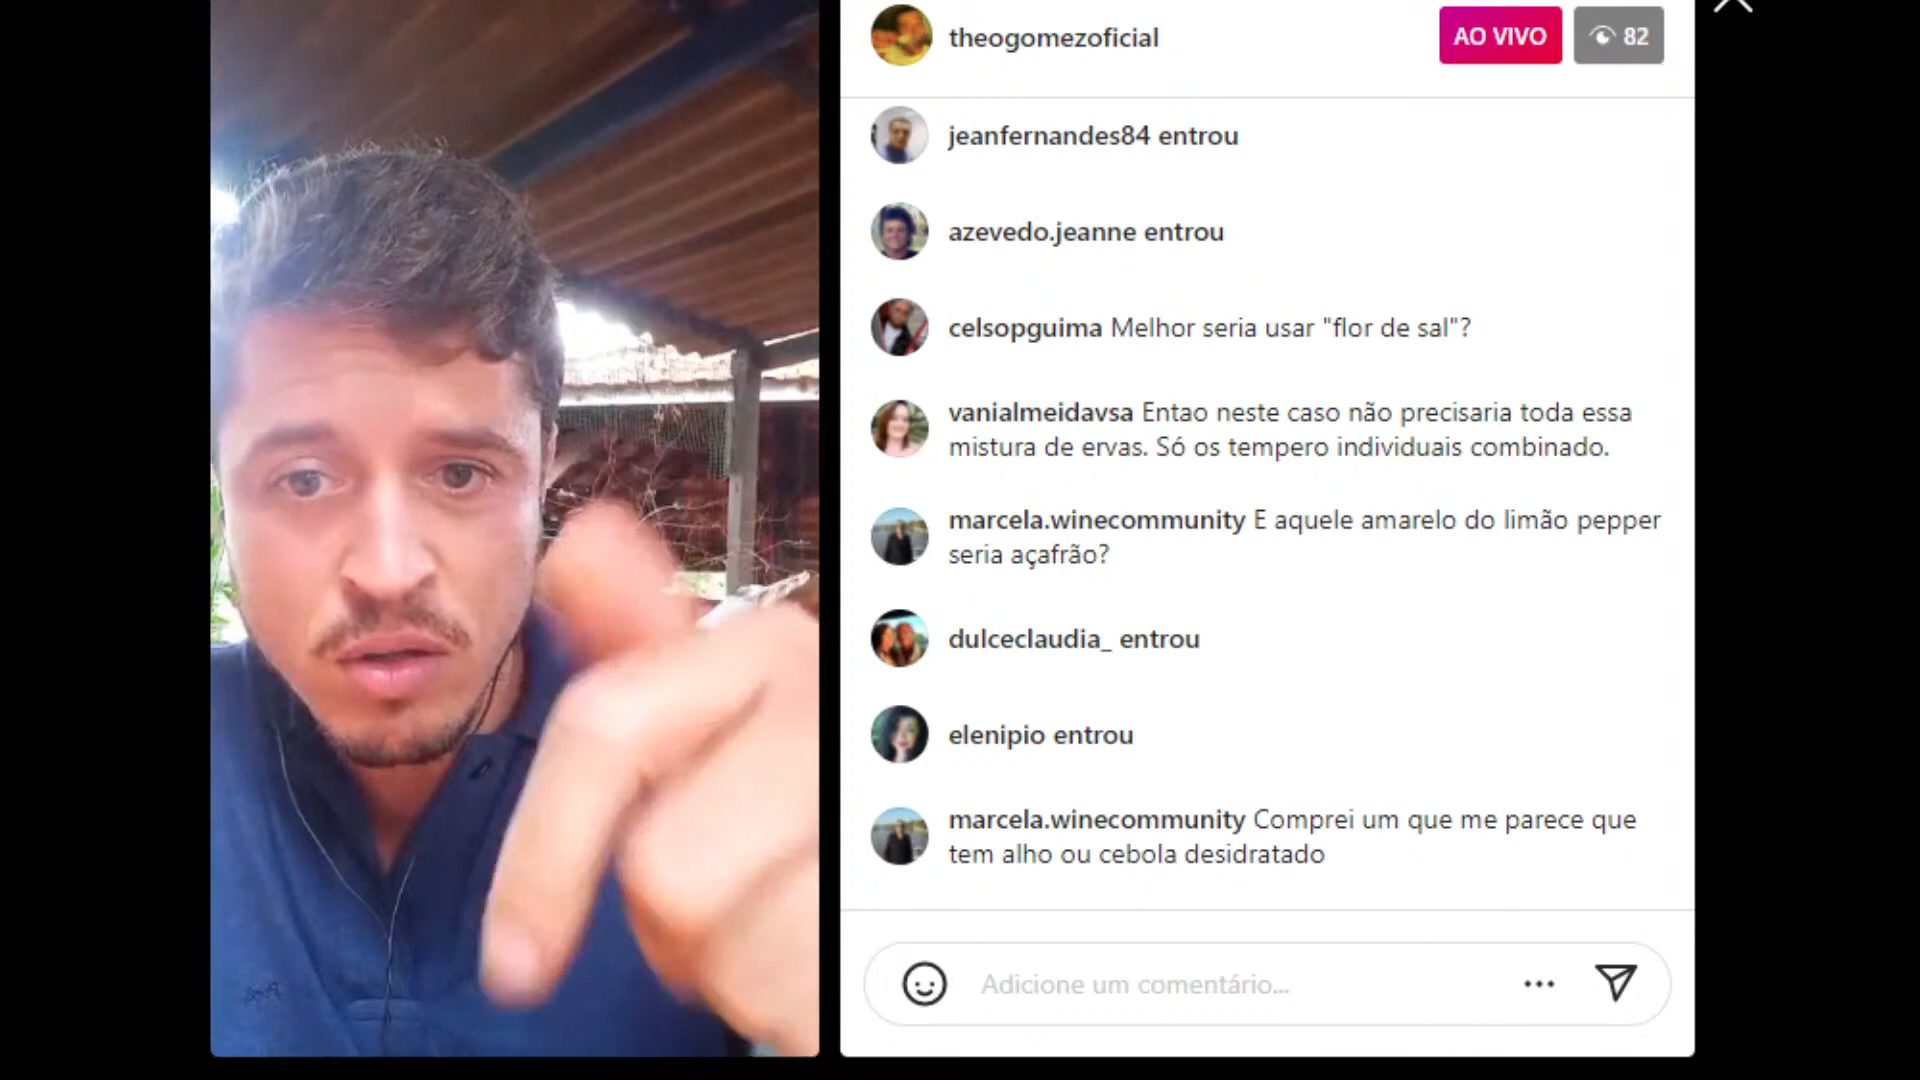 theogomezoficial
AO VIVO
82
jeanfernandes84 entrou
azevedo.jeanne entrou
celsopguima Melhor seria usar "flor de sal"?
vanialmeidavsa Entao neste caso não precisaria toda essa
mistura de ervas. Só os tempero individuais combinado.
marcela.winecommunity E aquele amarelo do limão pepper
seria açafrão?
dulceclaudia_ entrou
elenipio entrou
marcela.winecommunity Comprei um que me parece que
tem alho ou cebola desidratado
Adicione um comentário...